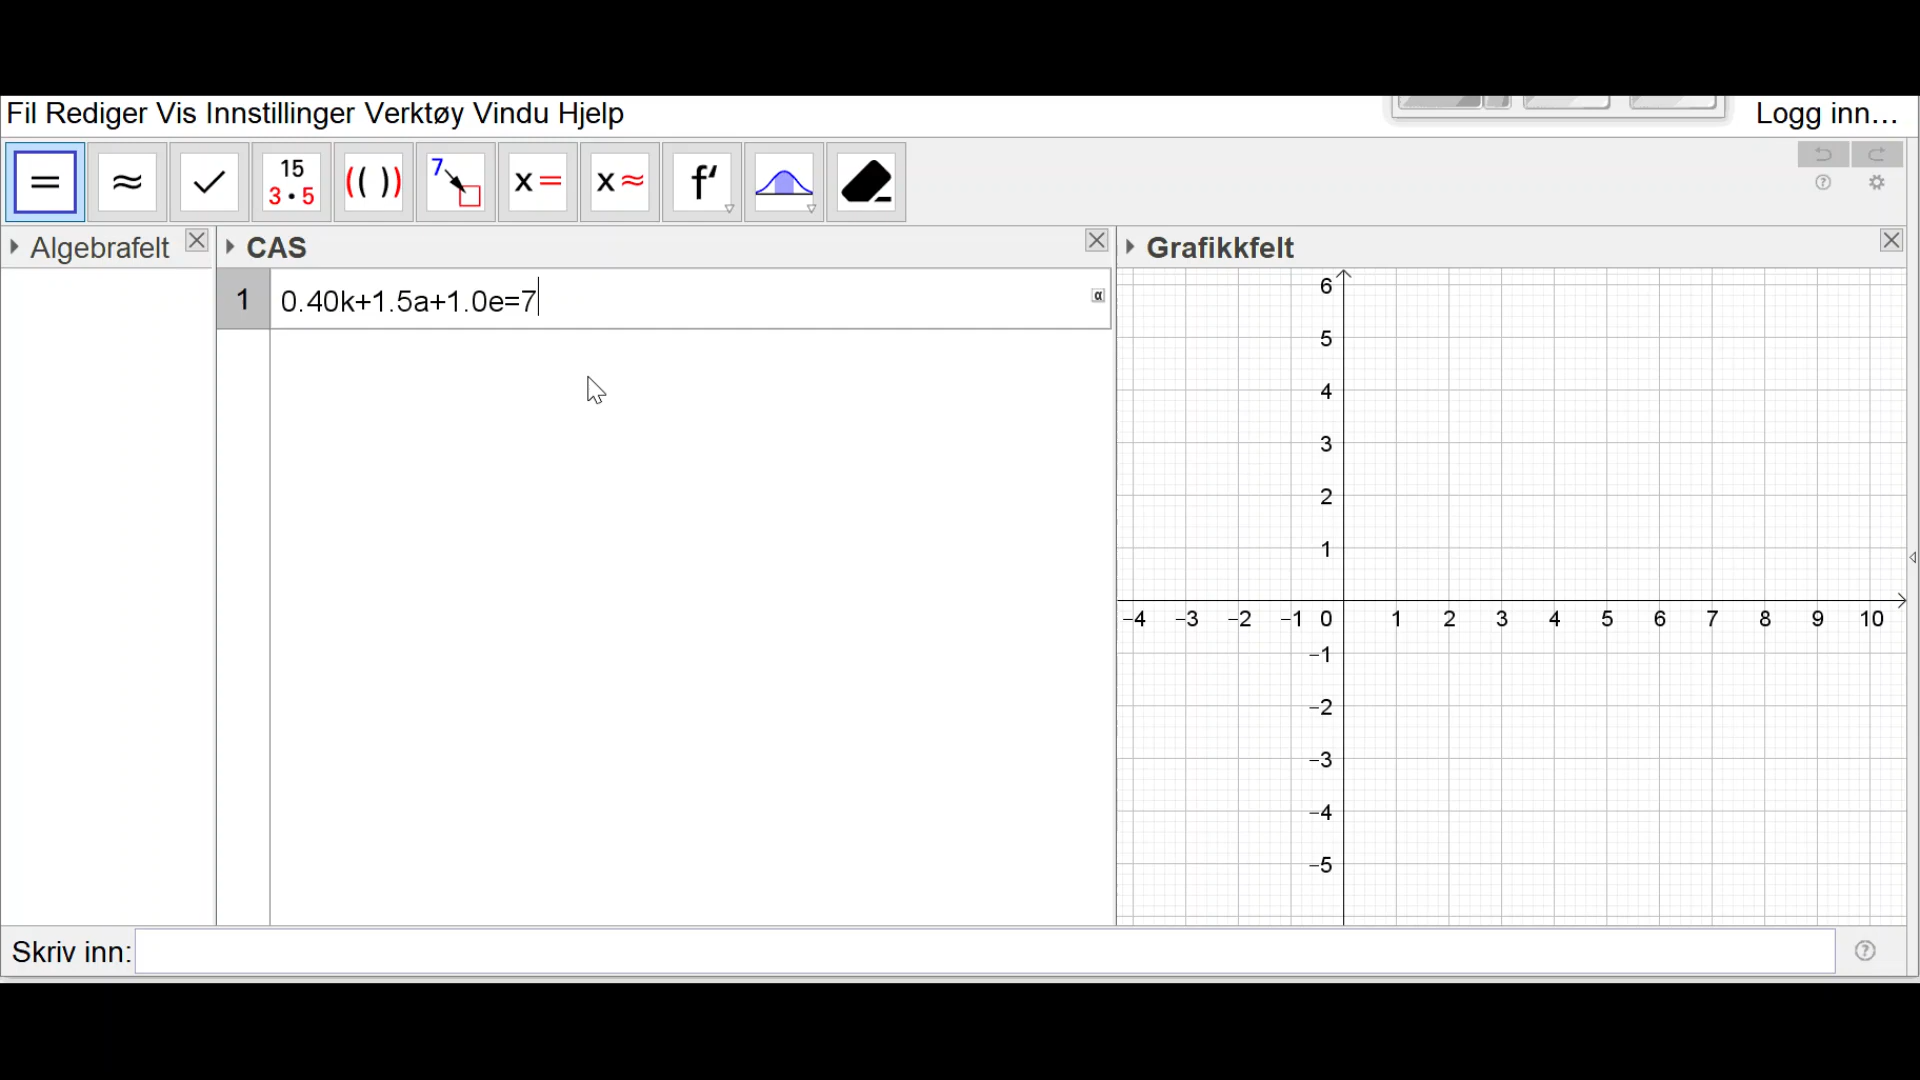 Fil Rediger Vis Innstillinger Verktøy Vindu Hjelp
Logg inn...
= ≈ ✓ 15 3·5 (( )) 7 x = x ≈ f′
Algebrafelt
CAS
Grafikkfelt
1 0.40k+1.5a+1.0e=7
α
6
5
4
3
2
1
−4 −3 −2 −1 0 1 2 3 4 5 6 7 8 9 10
−1
−2
−3
−4
−5
Skriv inn: